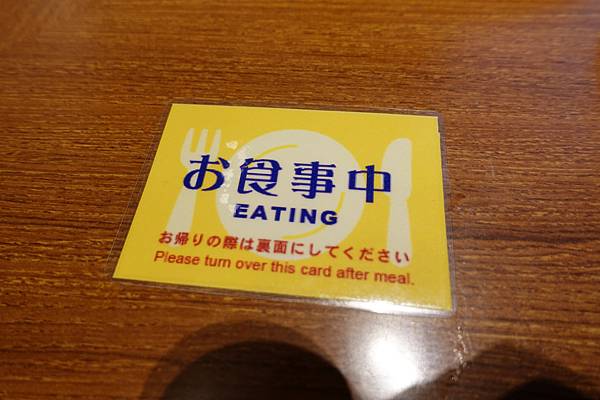 お食事中
EATING
お帰りの際は裏面にしてください
Please turn over this card after meal.